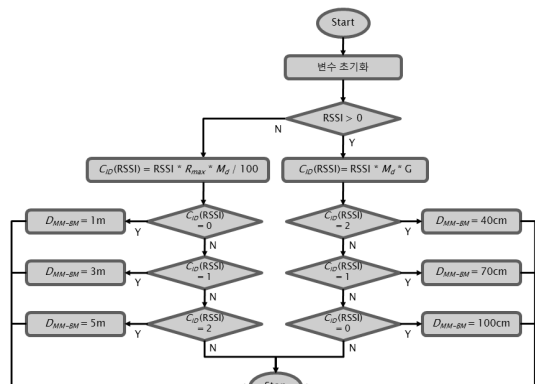 Start
변수 초기화
RSSI > 0
N
Y
C_ID(RSSI) = RSSI * R_max * M_d / 100
C_ID(RSSI)= RSSI * M_d * G
D_MM-BM = 1m
Y
C_ID(RSSI) = 0
N
C_ID(RSSI) = 2
Y
N
D_MM-BM = 40cm
D_MM-BM = 3m
Y
C_ID(RSSI) = 1
N
C_ID(RSSI) = 1
Y
N
D_MM-BM = 70cm
D_MM-BM = 5m
Y
C_ID(RSSI) = 2
N
C_ID(RSSI) = 0
Y
N
D_MM-BM = 100cm